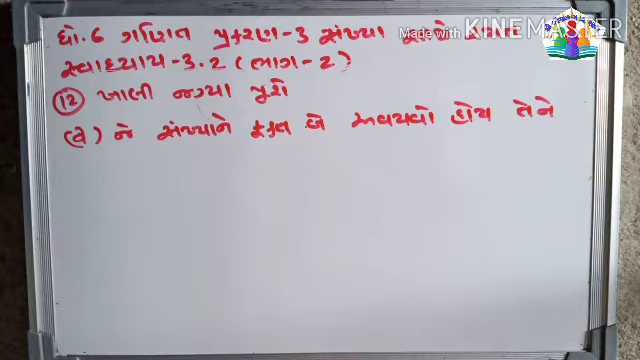 Made with KINEMASTER
ધો.6 ગણિત પ્રકરણ-3 સંખ્યા સાથે
સ્વાધ્યાય-3.2 (ભાગ-2)
12 ખાલી જગ્યા પૂરો
જે સંખ્યાને ફક્ત બે અવયવો હોય તેને